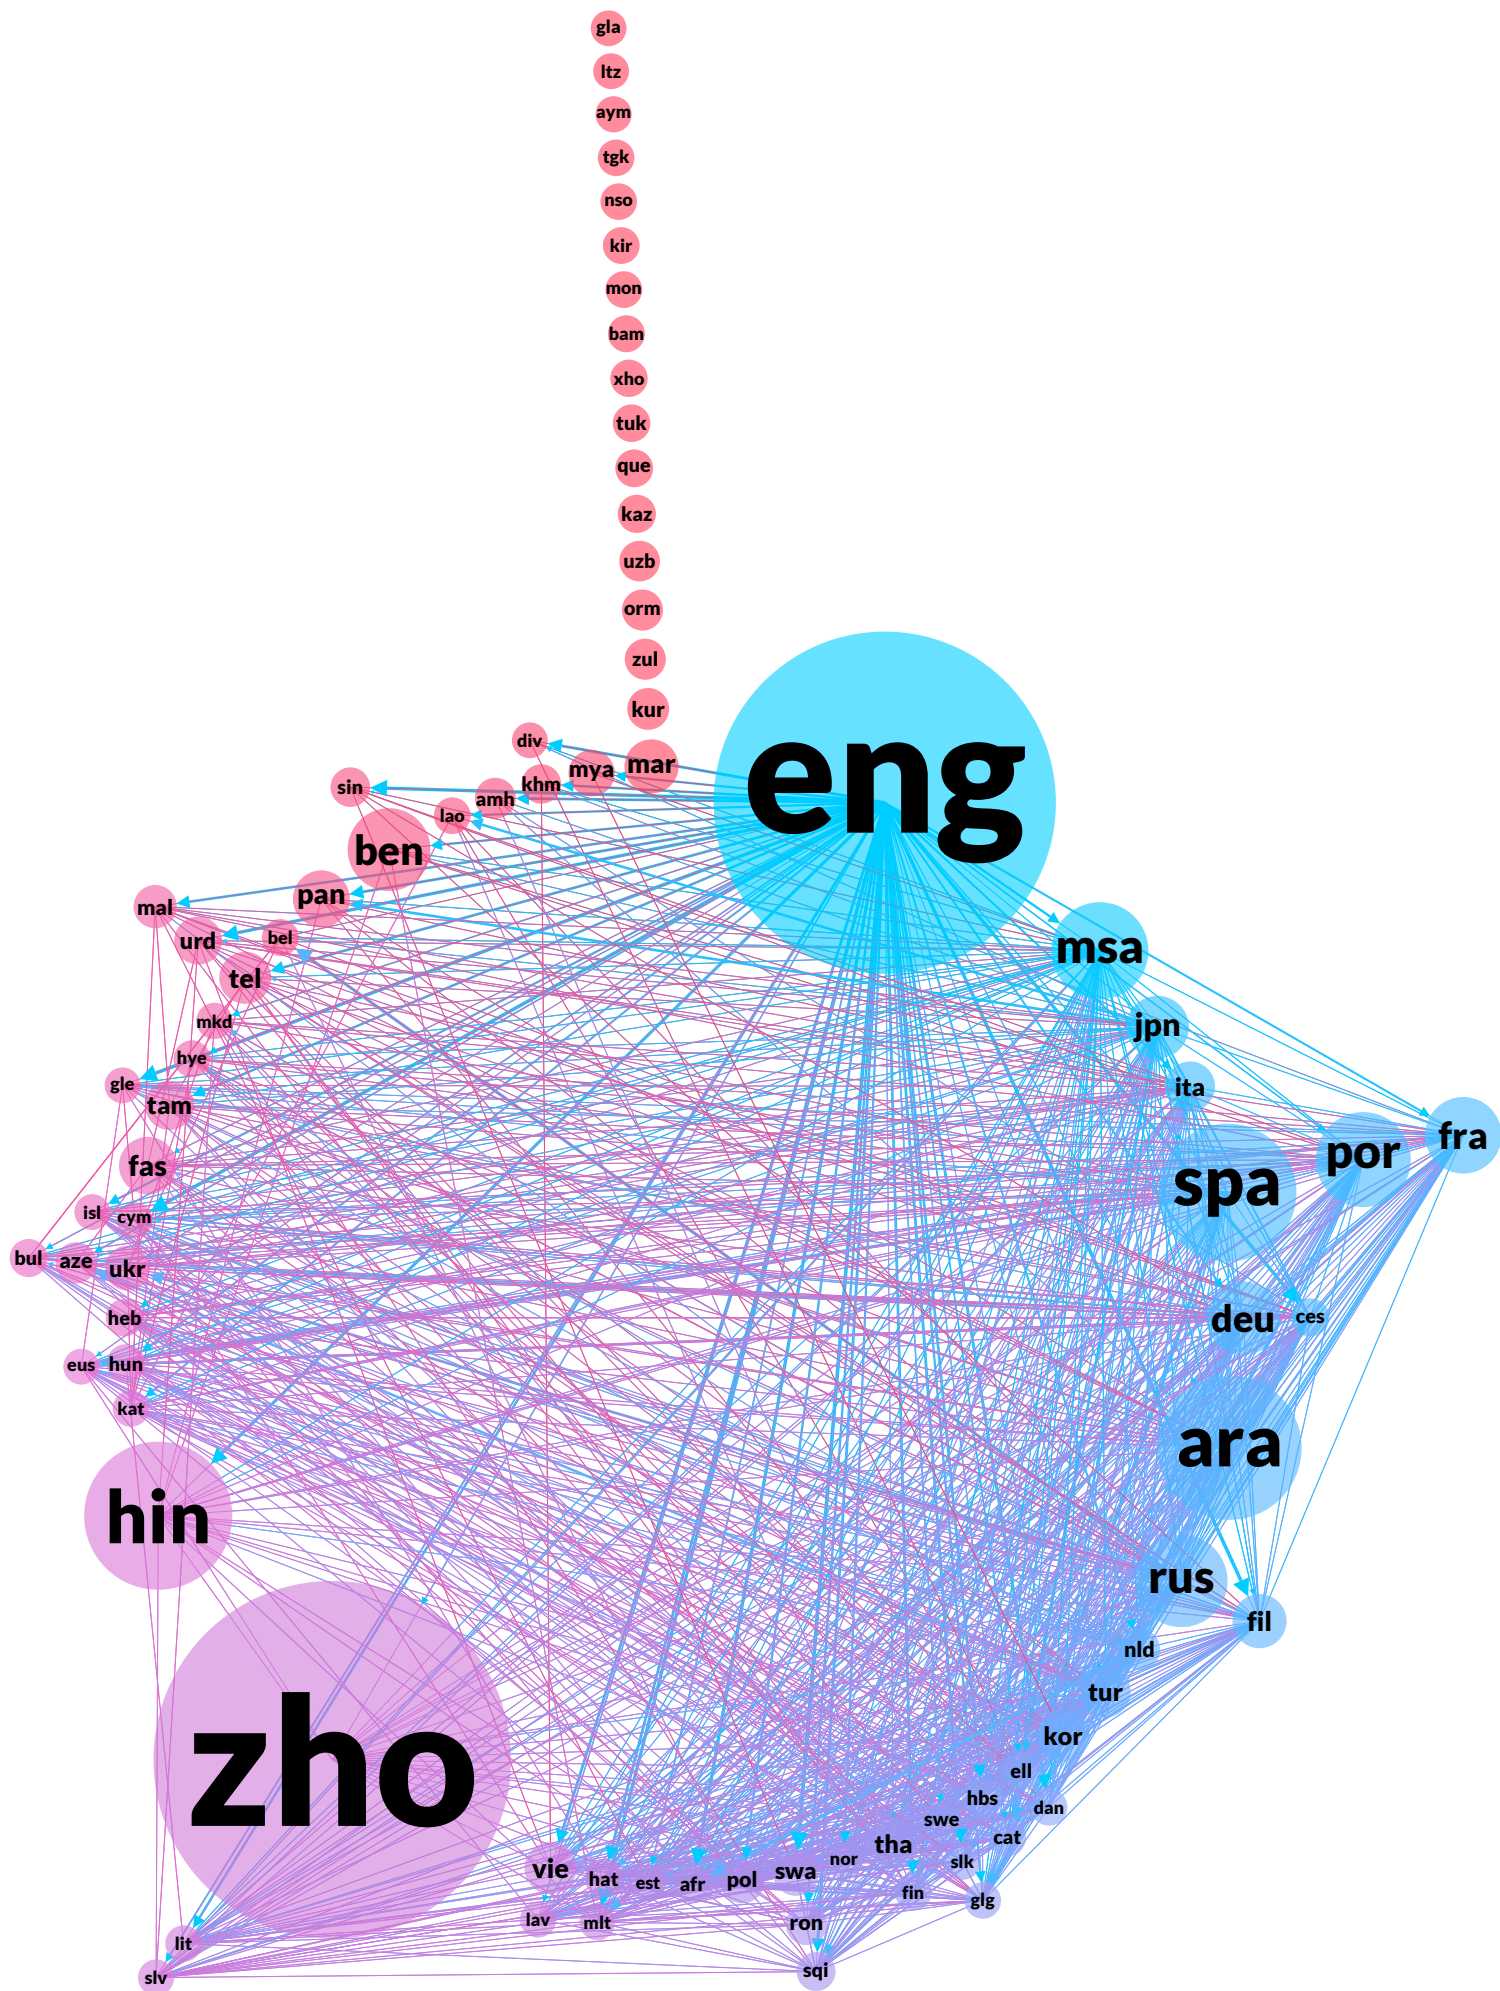 gla
ltz
aym
tgk
nso
kir
mon
bam
xho
tuk
que
kaz
uzb
orm
zul
kur
div
mar
mya
khm
sin
amh
lao
eng
ben
pan
mal
urd
bel
msa
tel
mkd
jpn
hye
gle
ita
tam
fra
por
fas
spa
isl
cym
bul
aze
ukr
heb
deu
ces
eus
hun
kat
ara
hin
rus
fil
nld
tur
kor
zho
ell
hbs
dan
swe
cat
tha
nor
slk
vie
hat
est
afr
pol
swa
fin
glg
lav
mlt
ron
lit
sqi
slv